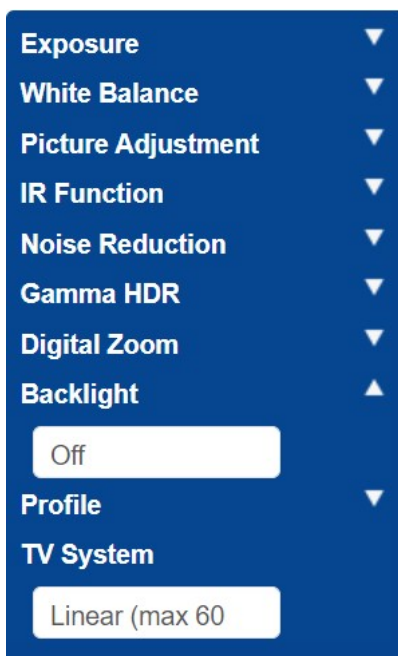 Exposure
White Balance
Picture Adjustment
IR Function
Noise Reduction
Gamma HDR
Digital Zoom
Backlight
Off
Profile
TV System
Linear (max 60